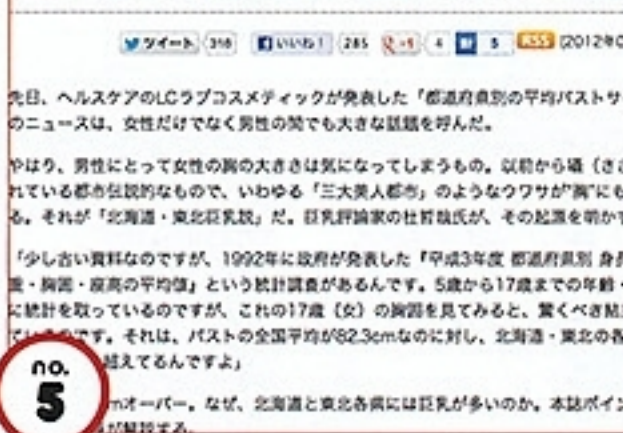 ツイート 318 いいね! 285 +1 4 B! 5 RSS [2012年0
先日、ヘルスケアのLCラブコスメティックが発表した「都道府県別の平均バストサ
のニュースは、女性だけでなく男性の間でも大きな話題を呼んだ。
やはり、男性にとって女性の胸の大きさは気になってしまうもの。以前から囁（ささ
れている都市伝説的なもので、いわゆる「三大美人都市」のようなウワサが"胸"にも
る。それが「北海道・東北巨乳説」だ。巨乳評論家の杜哲哉氏が、その起源を明かす
「少し古い資料なのですが、1992年に政府が発表した『平成3年度 都道府県別 身長
重・胸囲・座高の平均値』という統計調査があるんです。5歳から17歳までの年齢・
に統計を取っているのですが、これの17歳（女）の胸囲を見てみると、驚くべき結
ているのです。それは、バストの全国平均が82.3cmなのに対し、北海道・東北の各
超えてるんですよ」
no.
5
mオーバー。なぜ、北海道と東北各県には巨乳が多いのか。本誌ポイン
が解説する。